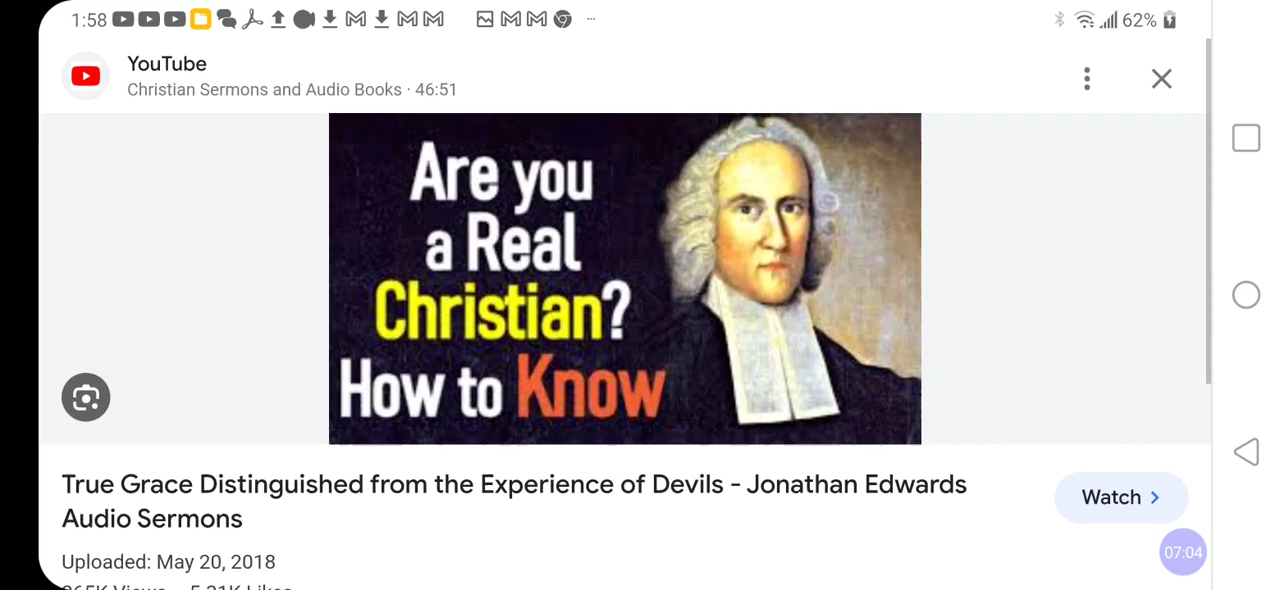 1:58
62%
YouTube
Christian Sermons and Audio Books · 46:51
Are you
a Real
Christian?
How to Know
True Grace Distinguished from the Experience of Devils - Jonathan Edwards
Audio Sermons
Watch
Uploaded: May 20, 2018
07:04